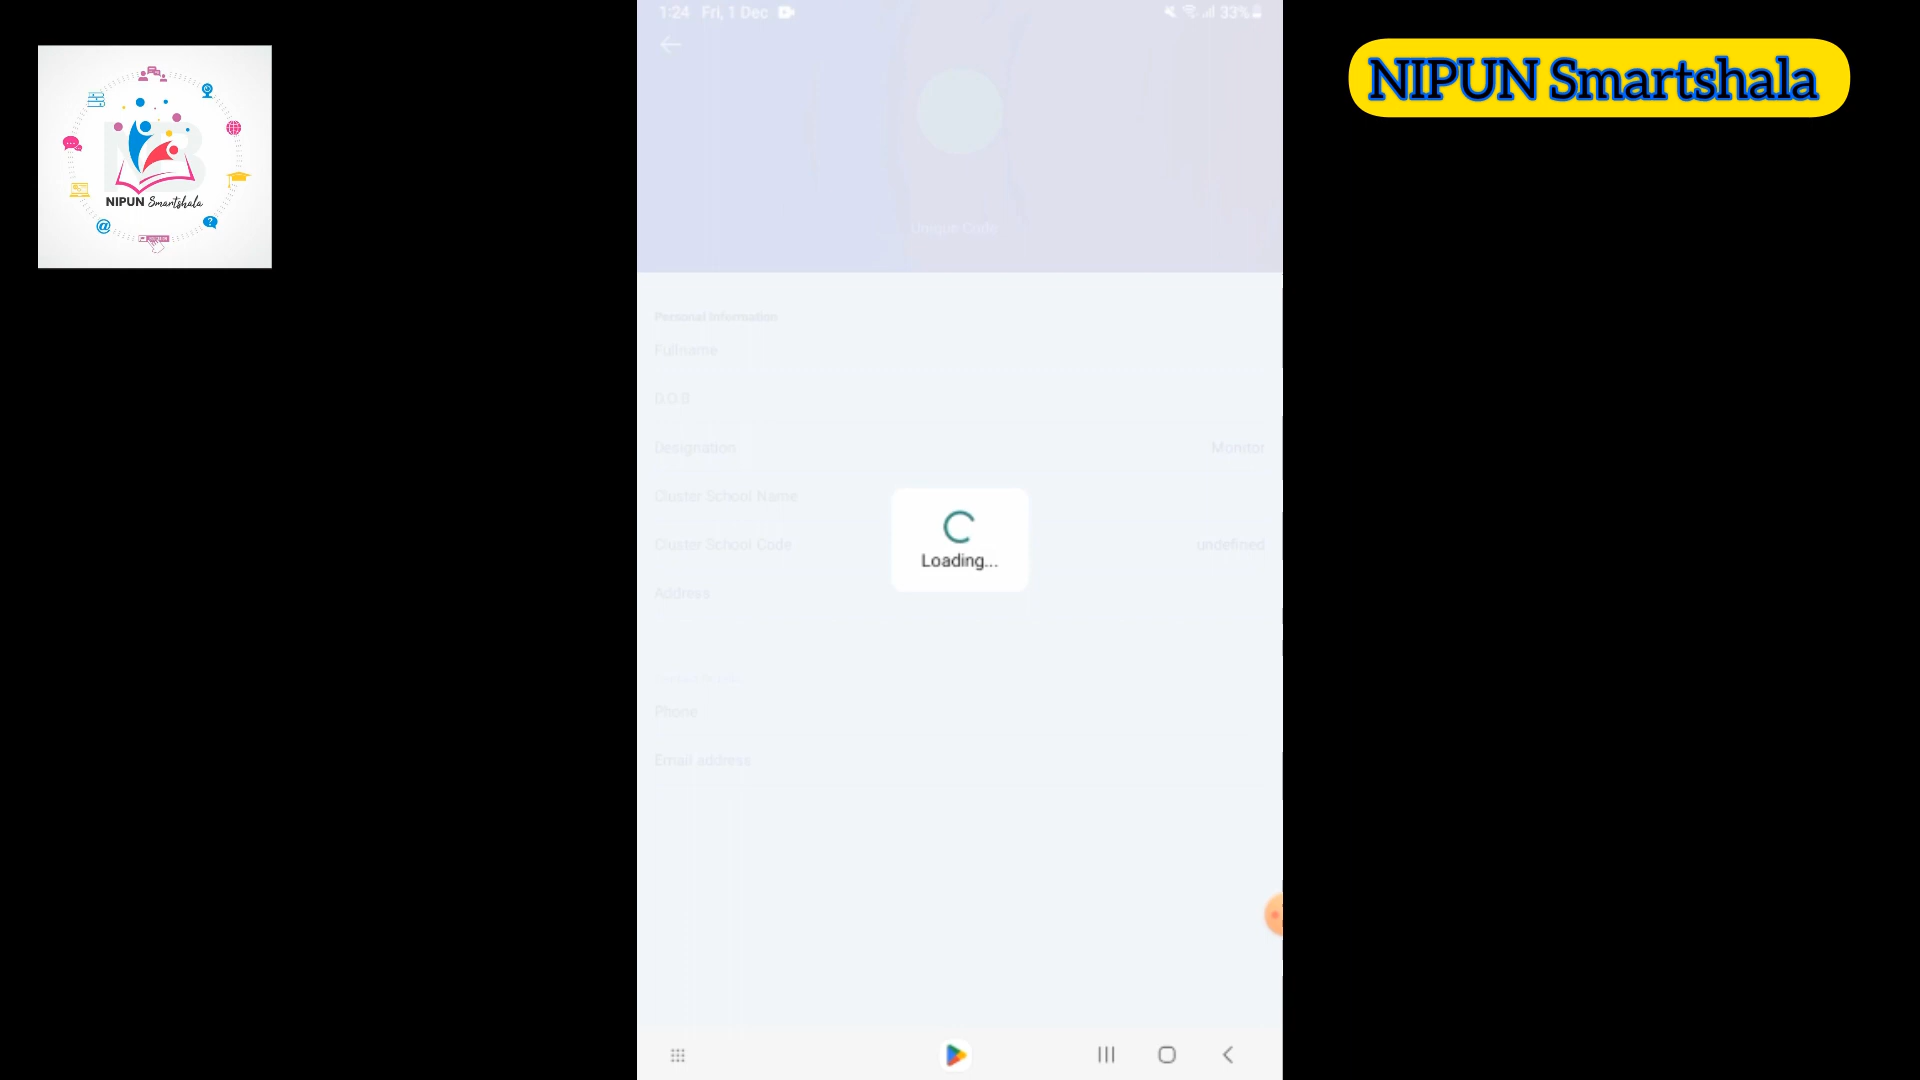 NIPUN Smartshala
NIPUN Smartshala
1:24 Fri, 1 Dec
33%
Unique Code
Personal Information
Fullname
D.O.B
Designation
Monitor
Cluster School Name
Cluster School Code
undefined
Loading...
Address
Phone
Email address